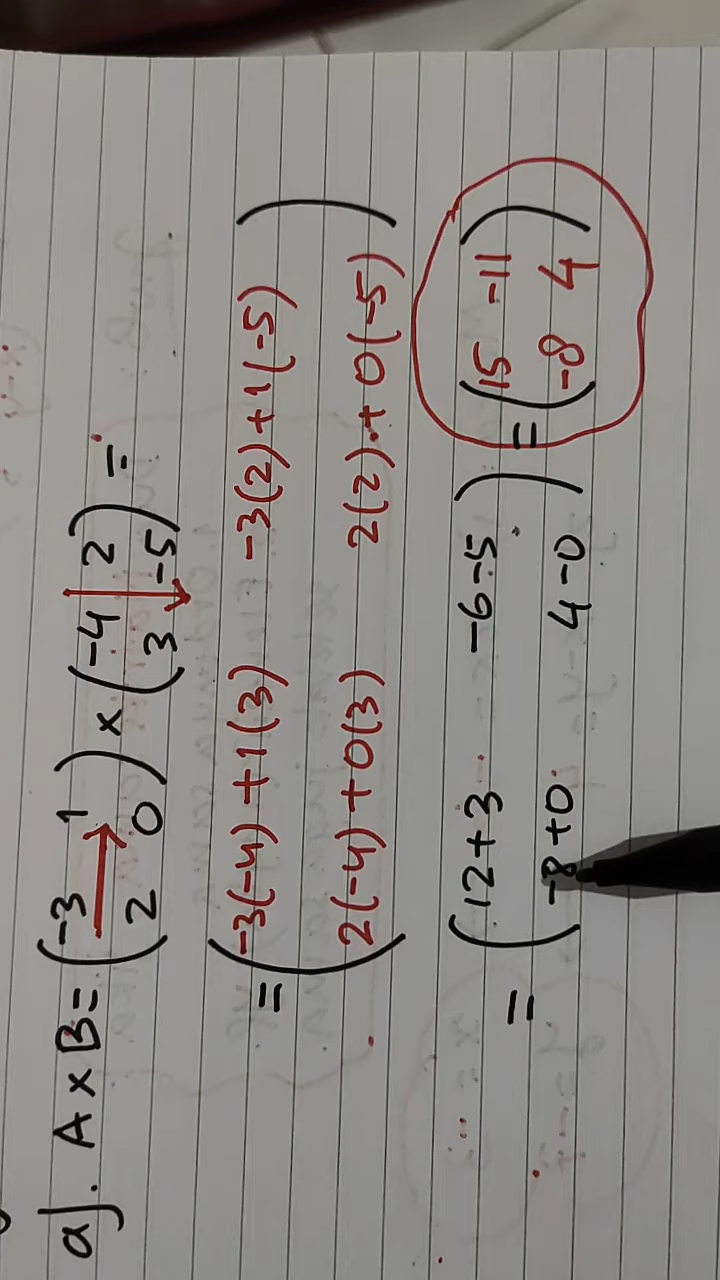 a). A x B = ( -3 1 ) x ( -4 2 ) =
( 2 0 ) ( 3 -5 )
= ( -3(-4) + 1(3) -3(2) + 1(-5) )
( 2(-4) + 0(3) 2(2) + 0(-5) )
= ( 12+3 -6-5 ) = ( 15 -11 )
( -8+0 4-0 ) ( -8 4 )